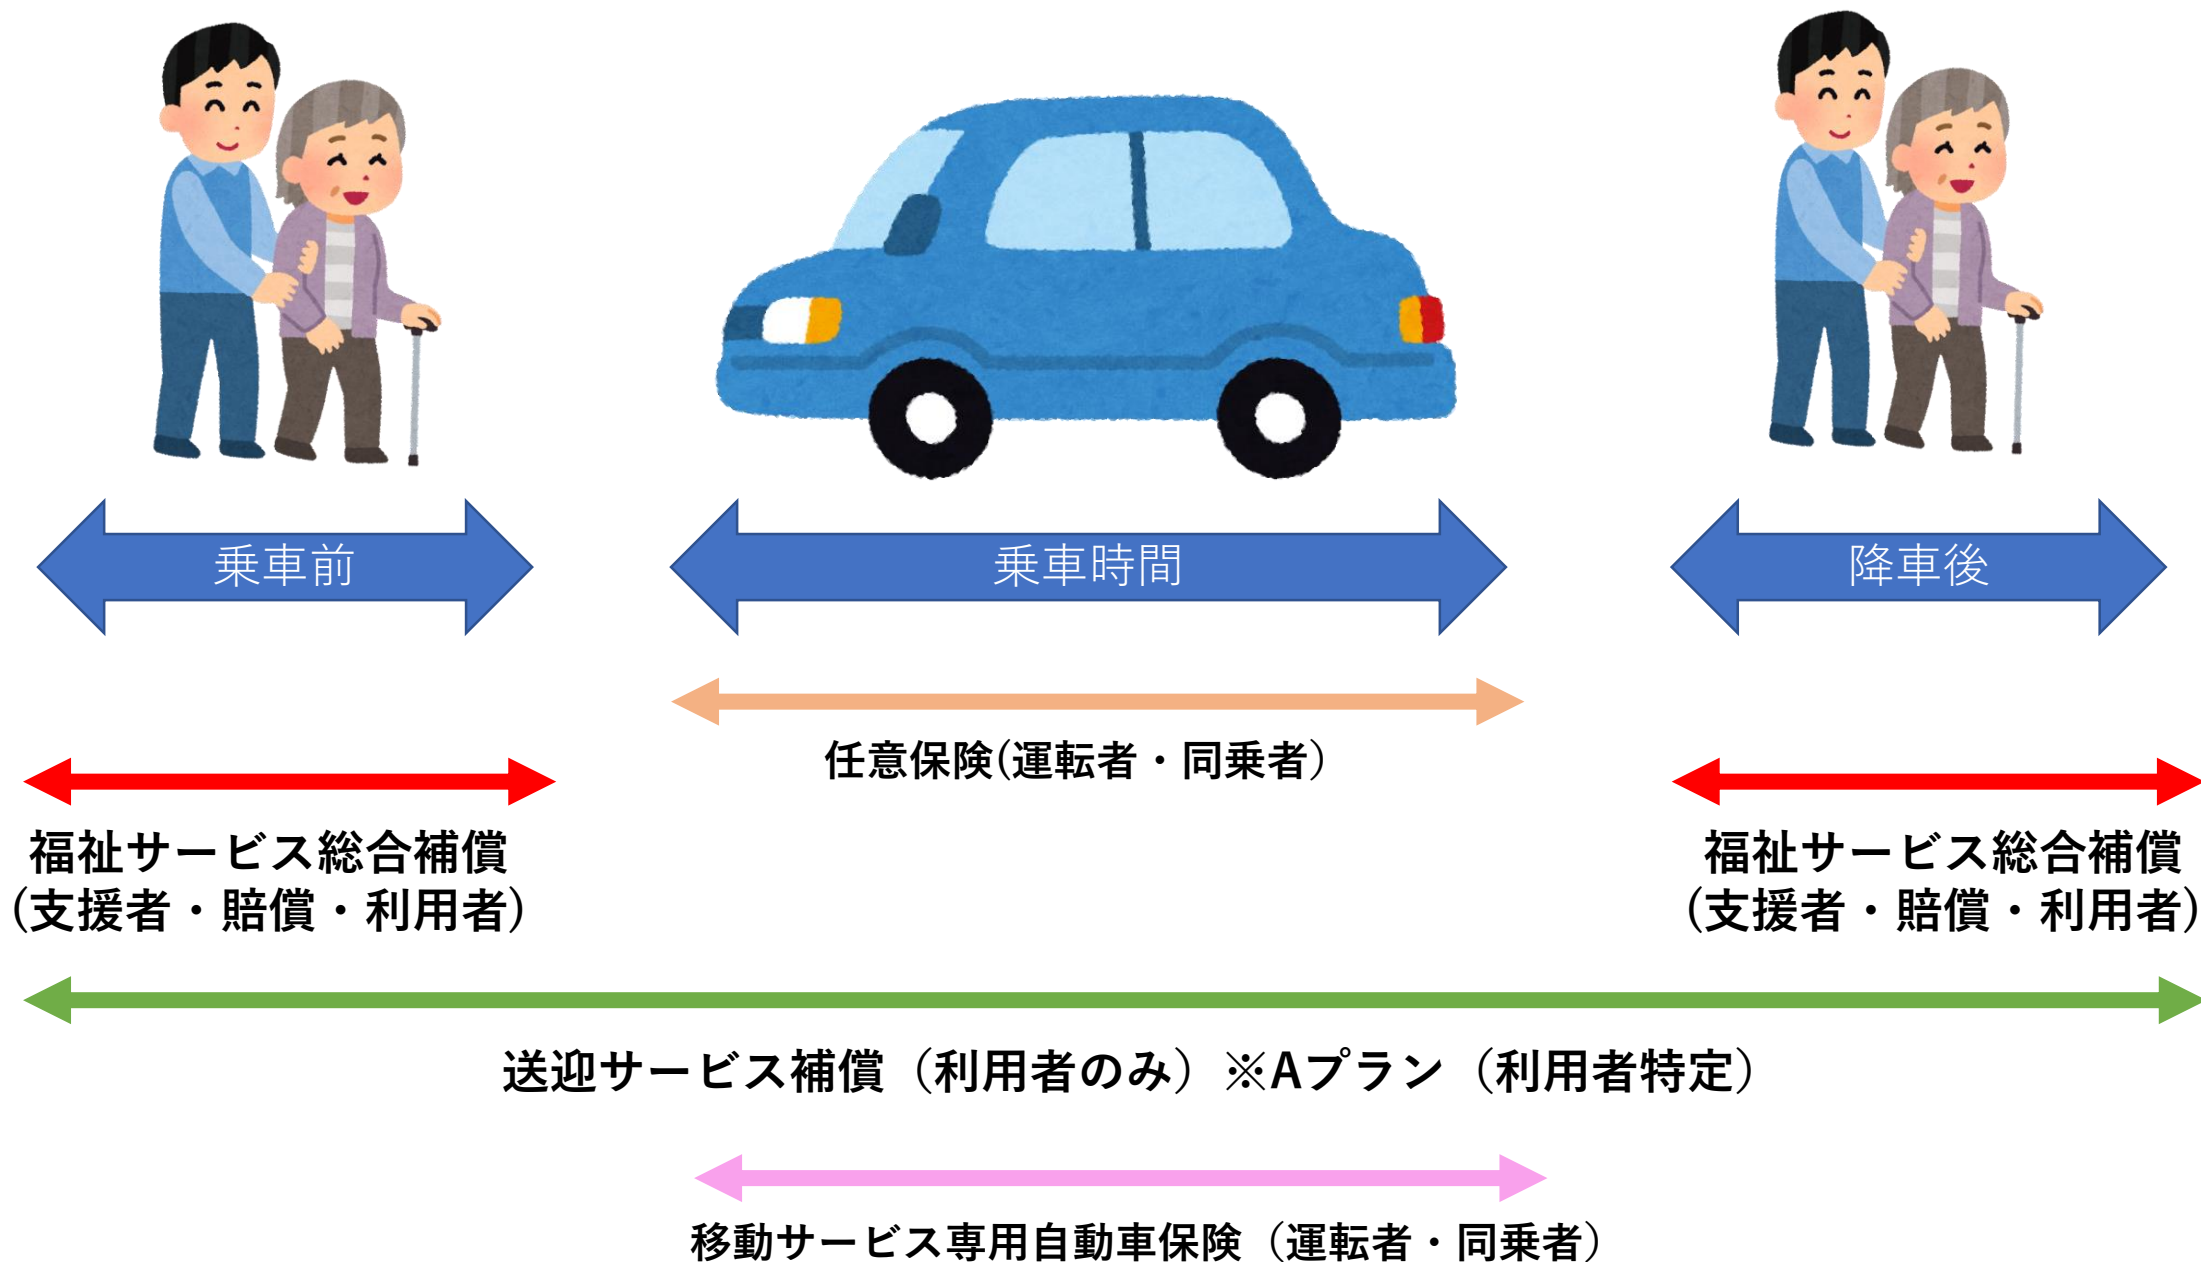 乗車前
乗車時間
降車後
任意保険(運転者・同乗者）
福祉サービス総合補償
(支援者・賠償・利用者)
福祉サービス総合補償
(支援者・賠償・利用者)
送迎サービス補償（利用者のみ）※Aプラン（利用者特定）
移動サービス専用自動車保険（運転者・同乗者）